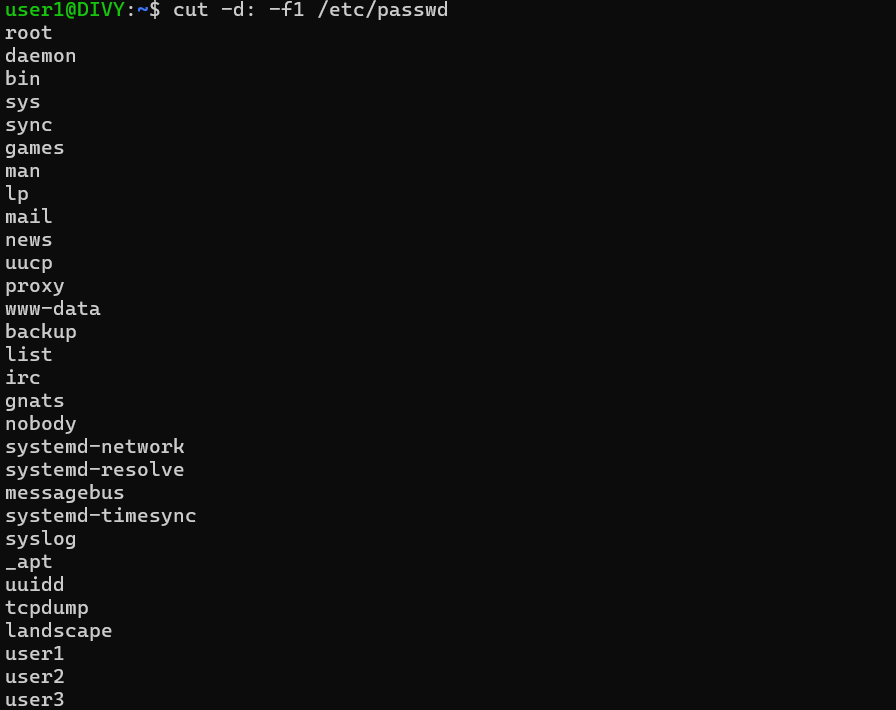 user1@DIVY:~$ cut -d: -f1 /etc/passwd
root
daemon
bin
sys
sync
games
man
lp
mail
news
uucp
proxy
www-data
backup
list
irc
gnats
nobody
systemd-network
systemd-resolve
messagebus
systemd-timesync
syslog
_apt
uuidd
tcpdump
landscape
user1
user2
user3